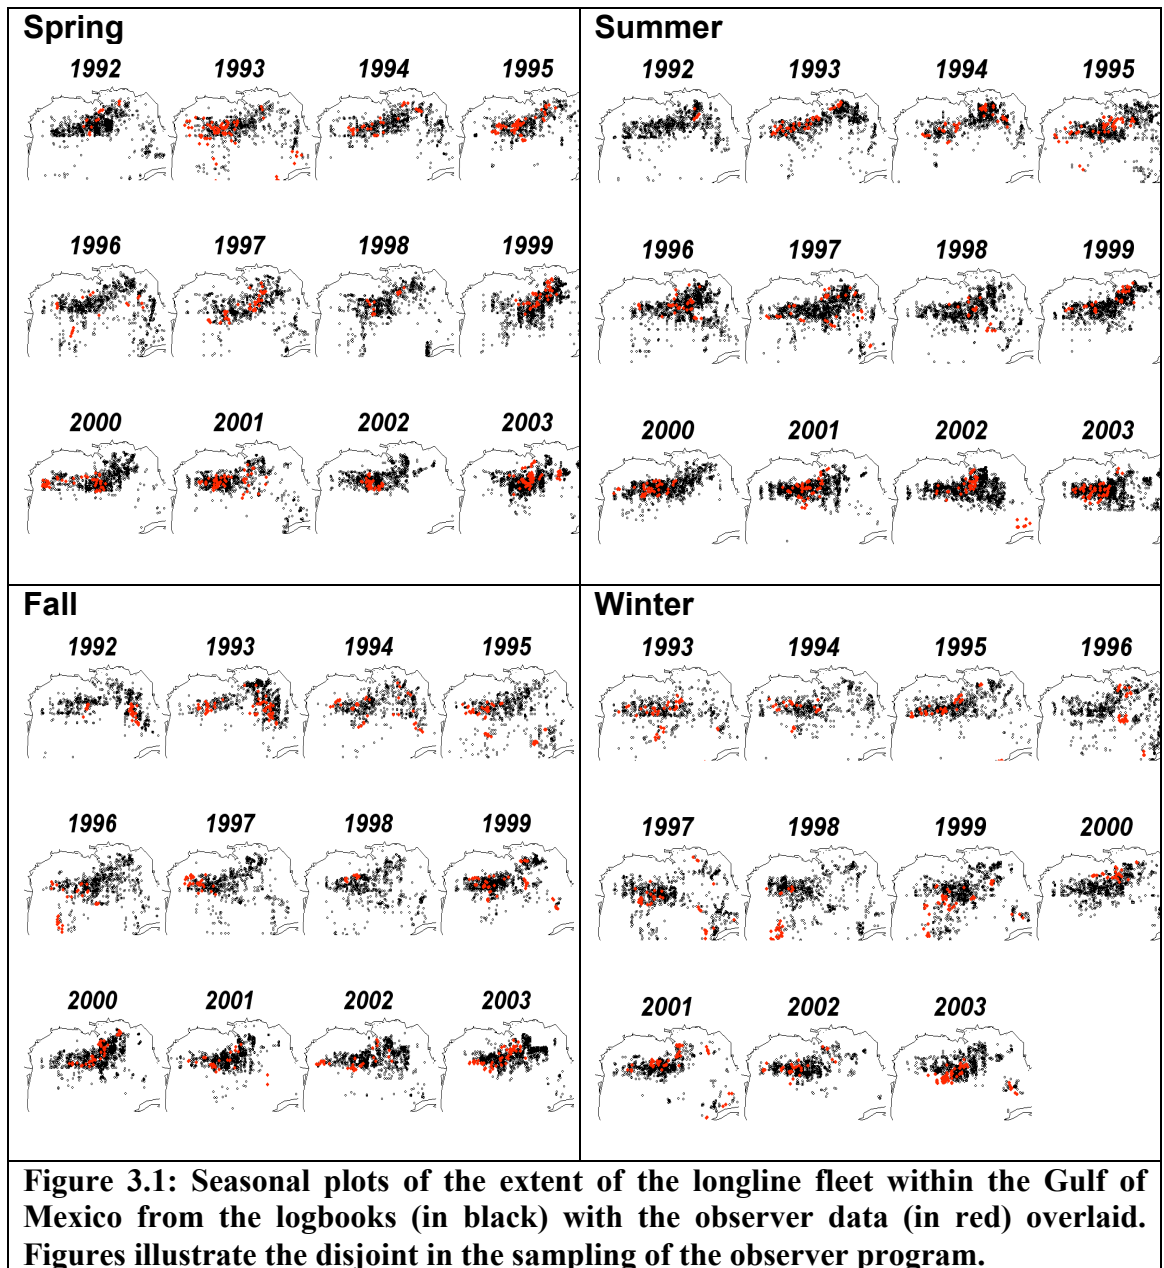 Spring
1992 1993 1994 1995
1996 1997 1998 1999
2000 2001 2002 2003
Summer
1992 1993 1994 1995
1996 1997 1998 1999
2000 2001 2002 2003
Fall
1992 1993 1994 1995
1996 1997 1998 1999
2000 2001 2002 2003
Winter
1993 1994 1995 1996
1997 1998 1999 2000
2001 2002 2003
Figure 3.1: Seasonal plots of the extent of the longline fleet within the Gulf of
Mexico from the logbooks (in black) with the observer data (in red) overlaid.
Figures illustrate the disjoint in the sampling of the observer program.